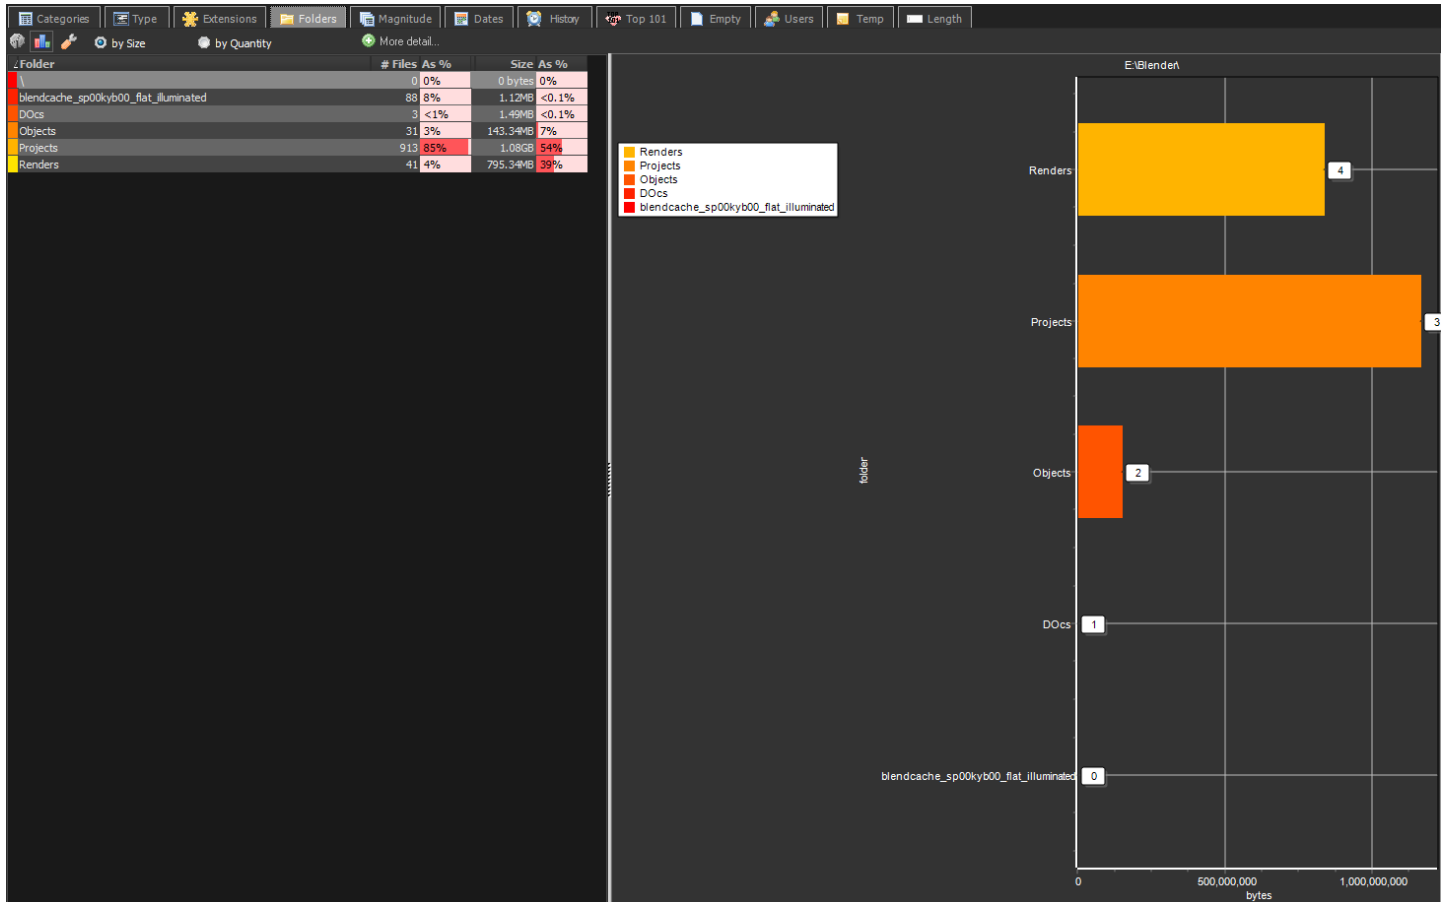 Categories Type Extensions Folders Magnitude Dates History Top 101 Empty Users Temp Length
by Size by Quantity More detail...
Folder # Files As % Size As %
\ 0 0% 0 bytes 0%
blendcache_sp00kyb00_flat_illuminated 88 8% 1.12MB <0.1%
DOcs 3 <1% 1.49MB <0.1%
Objects 31 3% 143.34MB 7%
Projects 913 85% 1.08GB 54%
Renders 41 4% 795.34MB 39%
E:\Blender\
Renders
Projects
Objects
DOcs
blendcache_sp00kyb00_flat_illuminated
Renders 4
Projects 3
folder
Objects 2
DOcs 1
blendcache_sp00kyb00_flat_illuminated 0
0 500,000,000 1,000,000,000
bytes